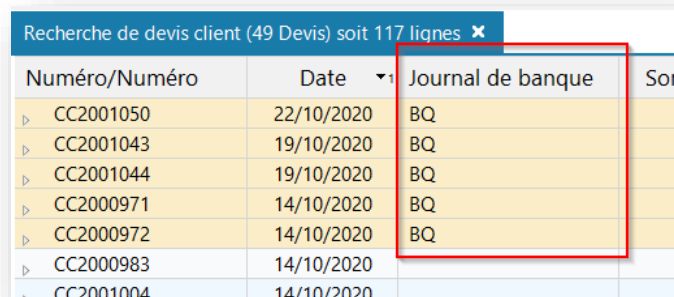 Recherche de devis client (49 Devis) soit 117 lignes ✖
Numéro/Numéro Date 1 Journal de banque
CC2001050 22/10/2020 BQ
CC2001043 19/10/2020 BQ
CC2001044 19/10/2020 BQ
CC2000971 14/10/2020 BQ
CC2000972 14/10/2020 BQ
CC2000983 14/10/2020
CC2001004 14/10/2020